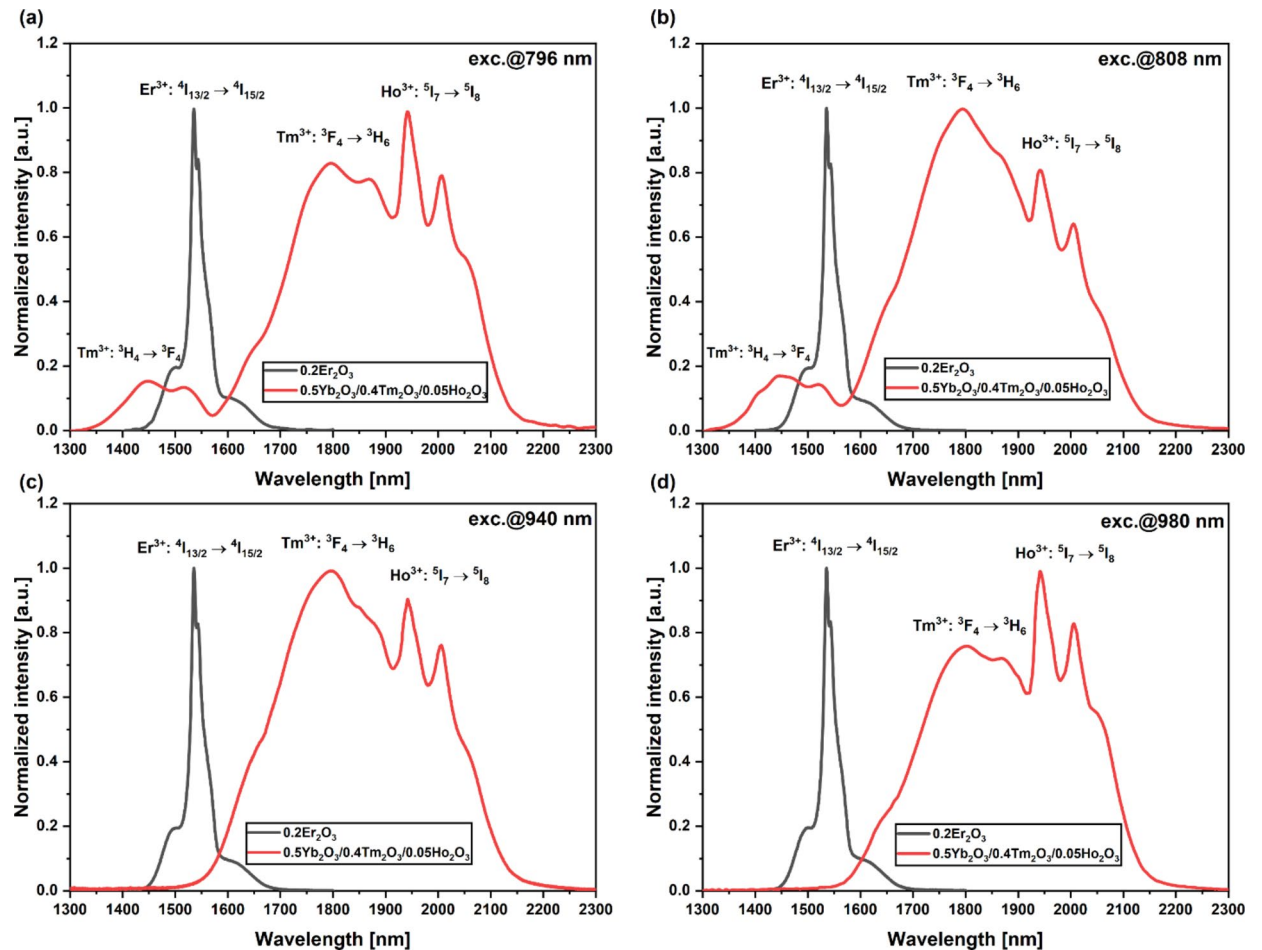 (a)
exc.@796 nm
Er³⁺: ⁴I₁₃/₂ → ⁴I₁₅/₂
Ho³⁺: ⁵I₇ → ⁵I₈
Tm³⁺: ³F₄ → ³H₆
Tm³⁺: ³H₄ → ³F₄
0.2Er₂O₃
0.5Yb₂O₃/0.4Tm₂O₃/0.05Ho₂O₃
Normalized intensity [a.u.]
1.2
1.0
0.8
0.6
0.4
0.2
0.0
1300 1400 1500 1600 1700 1800 1900 2000 2100 2200 2300
Wavelength [nm]
(b)
exc.@808 nm
Er³⁺: ⁴I₁₃/₂ → ⁴I₁₅/₂
Tm³⁺: ³F₄ → ³H₆
Ho³⁺: ⁵I₇ → ⁵I₈
Tm³⁺: ³H₄ → ³F₄
0.2Er₂O₃
0.5Yb₂O₃/0.4Tm₂O₃/0.05Ho₂O₃
Normalized intensity [a.u.]
1.2
1.0
0.8
0.6
0.4
0.2
0.0
1300 1400 1500 1600 1700 1800 1900 2000 2100 2200 2300
Wavelength [nm]
(c)
exc.@940 nm
Er³⁺: ⁴I₁₃/₂ → ⁴I₁₅/₂
Tm³⁺: ³F₄ → ³H₆
Ho³⁺: ⁵I₇ → ⁵I₈
0.2Er₂O₃
0.5Yb₂O₃/0.4Tm₂O₃/0.05Ho₂O₃
Normalized intensity [a.u.]
1.2
1.0
0.8
0.6
0.4
0.2
0.0
1300 1400 1500 1600 1700 1800 1900 2000 2100 2200 2300
Wavelength [nm]
(d)
exc.@980 nm
Er³⁺: ⁴I₁₃/₂ → ⁴I₁₅/₂
Ho³⁺: ⁵I₇ → ⁵I₈
Tm³⁺: ³F₄ → ³H₆
0.2Er₂O₃
0.5Yb₂O₃/0.4Tm₂O₃/0.05Ho₂O₃
Normalized intensity [a.u.]
1.2
1.0
0.8
0.6
0.4
0.2
0.0
1300 1400 1500 1600 1700 1800 1900 2000 2100 2200 2300
Wavelength [nm]